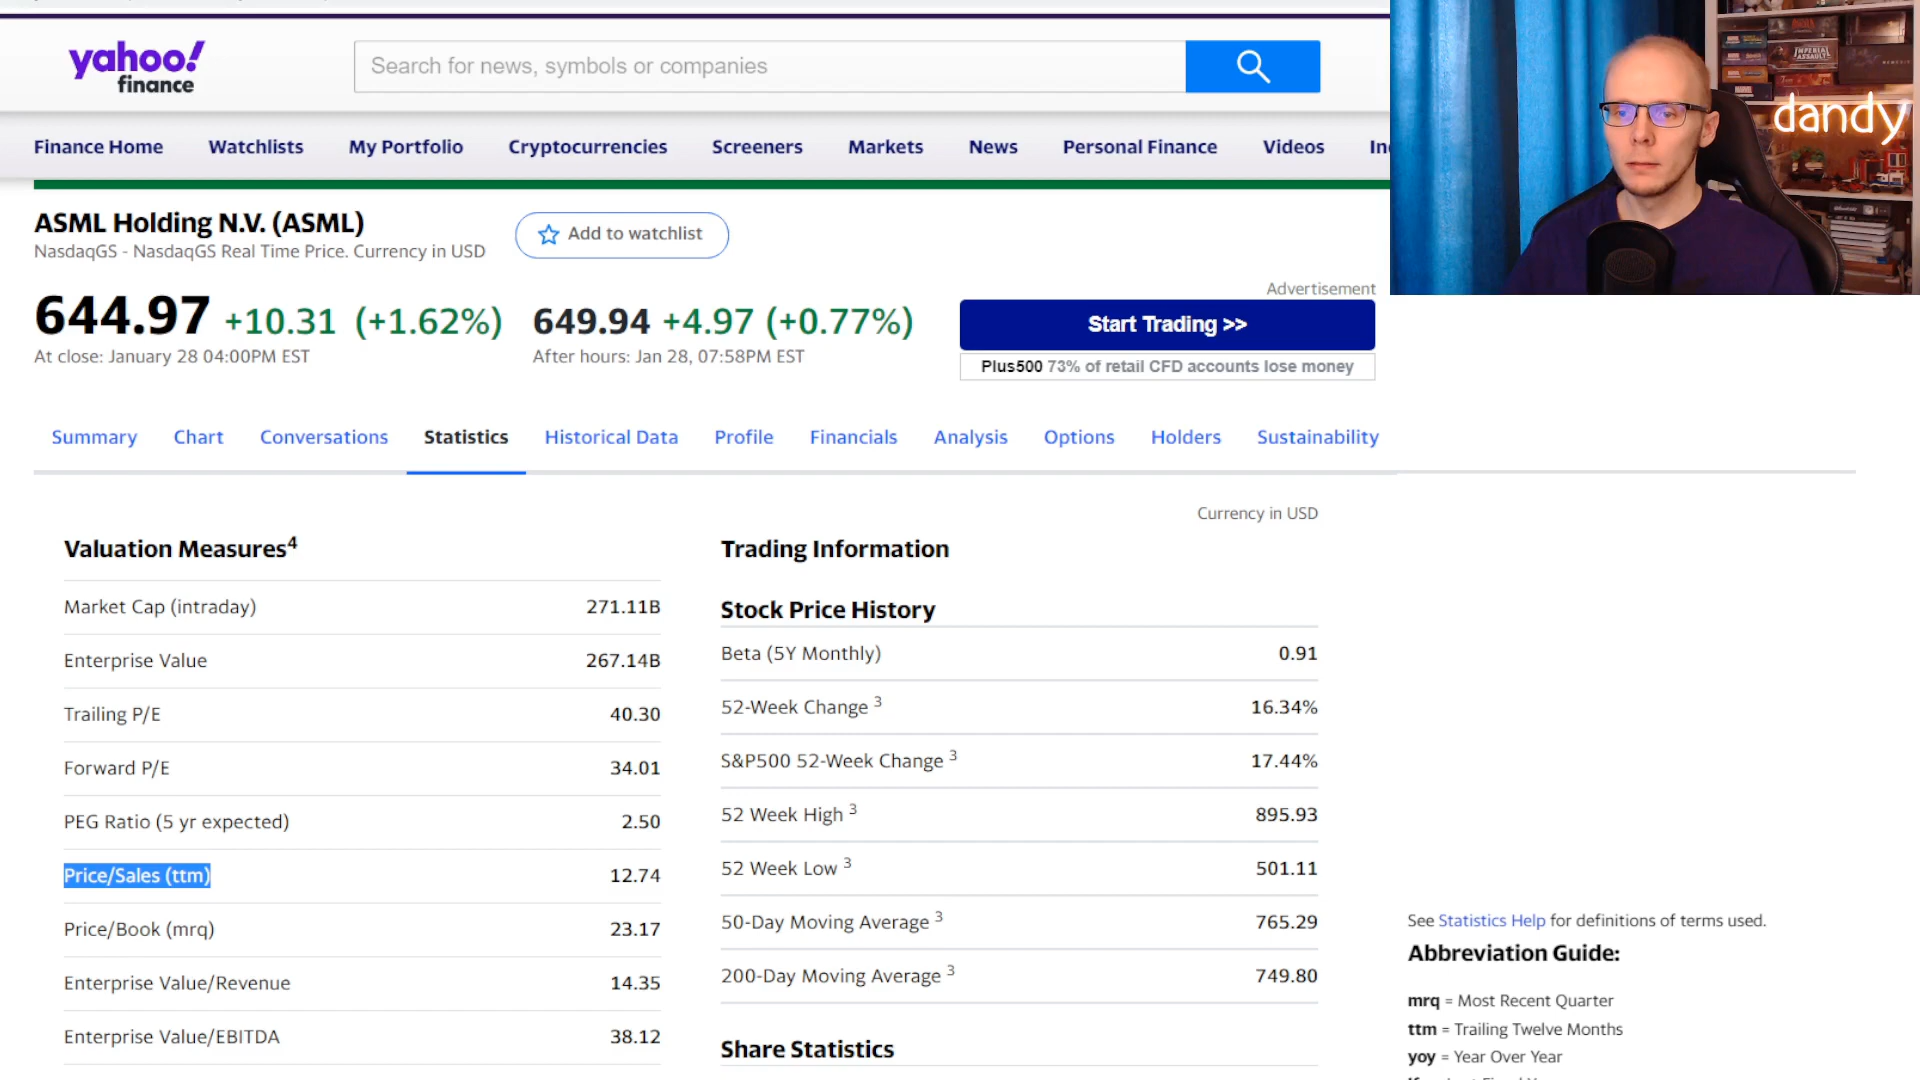 yahoo!
finance
Search for news, symbols or companies
Finance Home Watchlists My Portfolio Cryptocurrencies Screeners Markets News Personal Finance Videos
ASML Holding N.V. (ASML)
NasdaqGS - NasdaqGS Real Time Price. Currency in USD
Add to watchlist
644.97 +10.31 (+1.62%)
At close: January 28 04:00PM EST
649.94 +4.97 (+0.77%)
After hours: Jan 28, 07:58PM EST
Advertisement
Start Trading >>
Plus500 73% of retail CFD accounts lose money
Summary Chart Conversations Statistics Historical Data Profile Financials Analysis Options Holders Sustainability
Currency in USD
Valuation Measures4
Market Cap (intraday) 271.11B
Enterprise Value 267.14B
Trailing P/E 40.30
Forward P/E 34.01
PEG Ratio (5 yr expected) 2.50
Price/Sales (ttm) 12.74
Price/Book (mrq) 23.17
Enterprise Value/Revenue 14.35
Enterprise Value/EBITDA 38.12
Trading Information
Stock Price History
Beta (5Y Monthly) 0.91
52-Week Change 3 16.34%
S&P500 52-Week Change 3 17.44%
52 Week High 3 895.93
52 Week Low 3 501.11
50-Day Moving Average 3 765.29
200-Day Moving Average 3 749.80
Share Statistics
See Statistics Help for definitions of terms used.
Abbreviation Guide:
mrq = Most Recent Quarter
ttm = Trailing Twelve Months
yoy = Year Over Year
dandy
IMPERIAL
ASSAULT